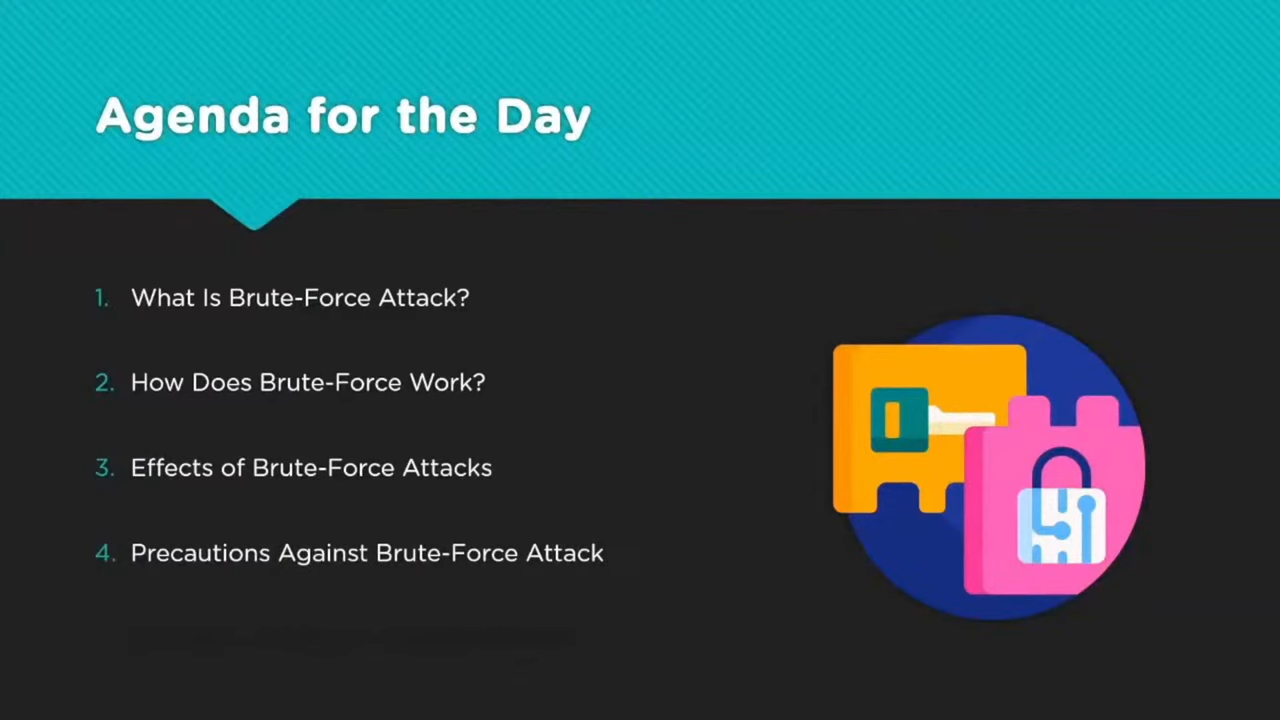 Agenda for the Day
1. What Is Brute-Force Attack?
2. How Does Brute-Force Work?
3. Effects of Brute-Force Attacks
4. Precautions Against Brute-Force Attack